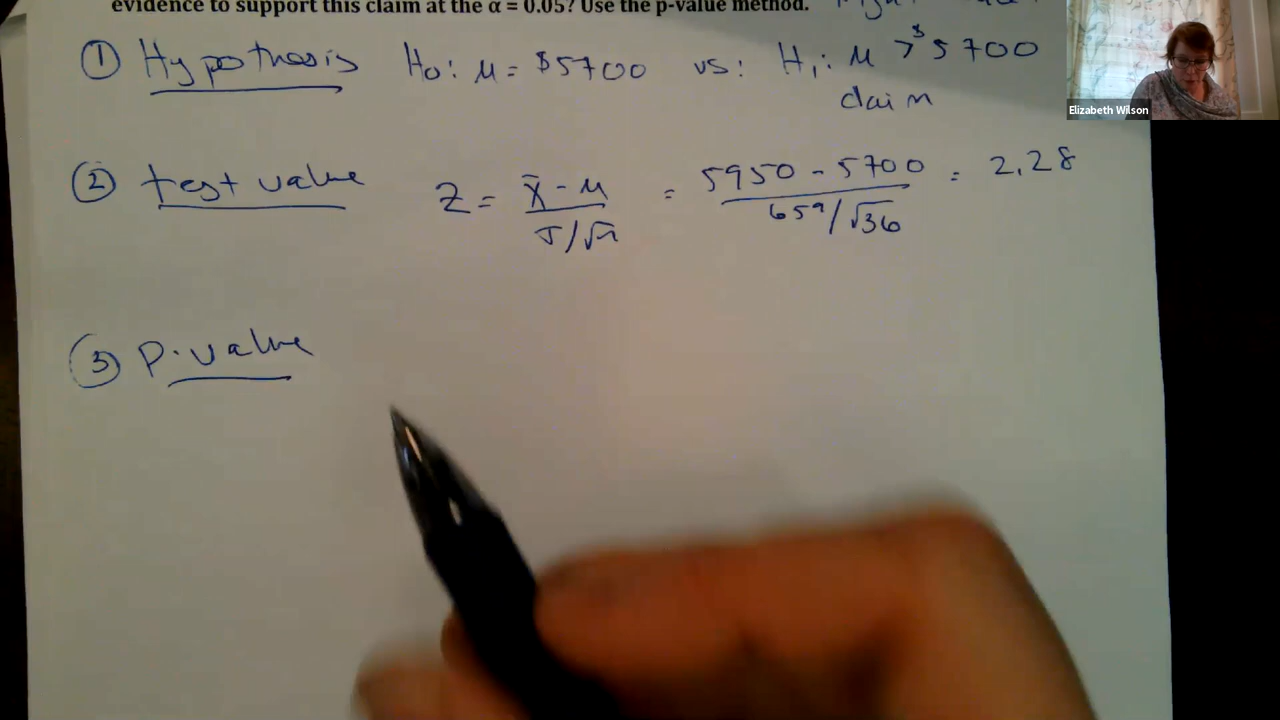 evidence to support this claim at the α = 0.05? Use the p-value method.
① Hypothesis H₀: μ = $5700 vs: H₁: μ > $5700
claim
Elizabeth Wilson
② test value Z = X̄ - μ / σ/√n = 5950 - 5700 / 659/√36 = 2.28
③ P-value